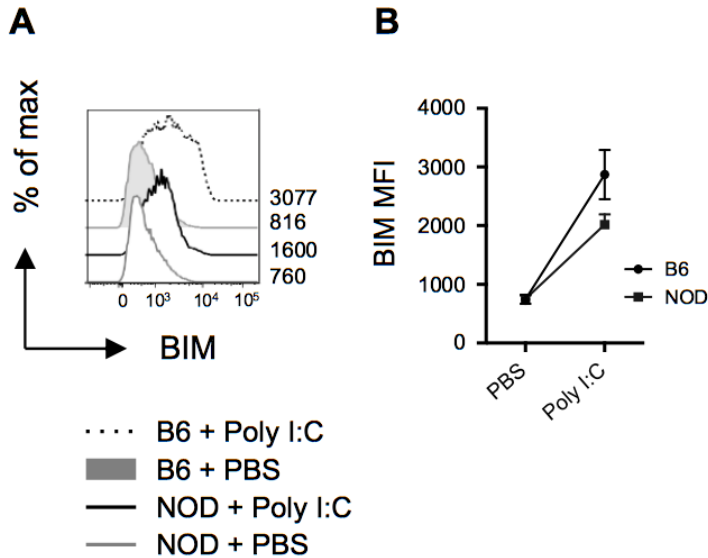 A
% of max
3077
816
1600
760
0 10³ 10⁴ 10⁵
BIM
B6 + Poly I:C
B6 + PBS
NOD + Poly I:C
NOD + PBS
B
BIM MFI
4000
3000
2000
1000
0
B6
NOD
PBS
Poly I:C